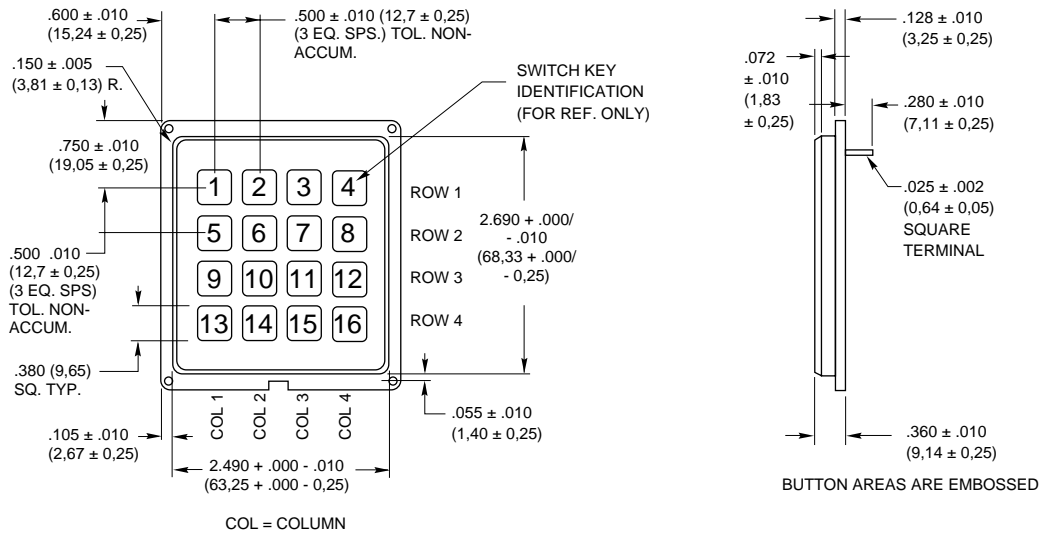 .600 ± .010
(15,24 ± 0,25)
.500 ± .010 (12,7 ± 0,25)
(3 EQ. SPS.) TOL. NON-
ACCUM.
.150 ± .005
(3,81 ± 0,13) R.
SWITCH KEY
IDENTIFICATION
(FOR REF. ONLY)
.750 ± .010
(19,05 ± 0,25)
1 2 3 4 ROW 1
5 6 7 8 ROW 2
9 10 11 12 ROW 3
13 14 15 16 ROW 4
.500 .010
(12,7 ± 0,25)
(3 EQ. SPS)
TOL. NON-
ACCUM.
2.690 + .000/
- .010
(68,33 + .000/
- 0,25)
.380 (9,65)
SQ. TYP.
COL 1
COL 2
COL 3
COL 4
.055 ± .010
(1,40 ± 0,25)
.105 ± .010
(2,67 ± 0,25)
2.490 + .000 - .010
(63,25 + .000 - 0,25)
COL = COLUMN
.128 ± .010
(3,25 ± 0,25)
.072
± .010
(1,83
± 0,25)
.280 ± .010
(7,11 ± 0,25)
.025 ± .002
(0,64 ± 0,05)
SQUARE
TERMINAL
.360 ± .010
(9,14 ± 0,25)
BUTTON AREAS ARE EMBOSSED